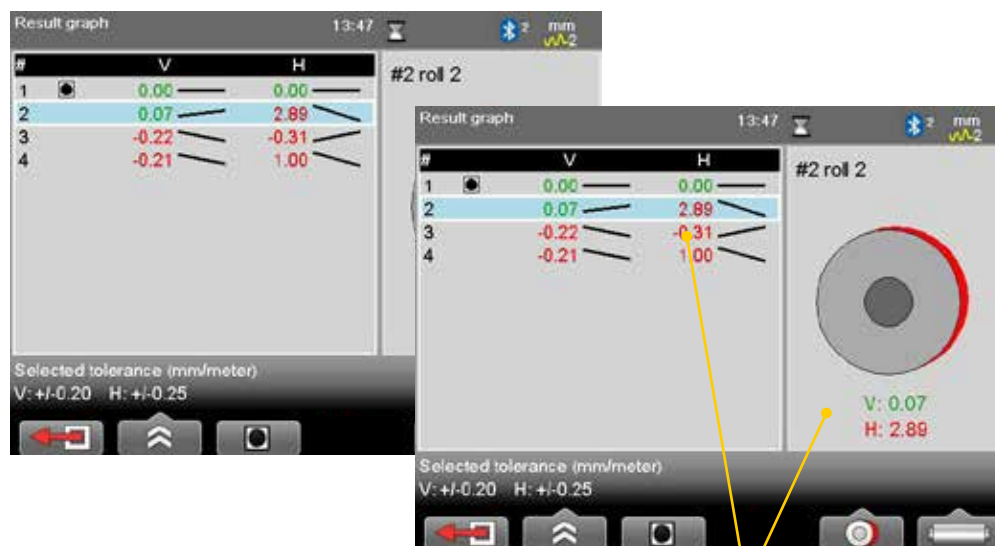 Result graph 13:47 2 mm
2
# V H
1 0.00 0.00
2 0.07 2.89
3 -0.22 -0.31
4 -0.21 1.00
#2 roll 2
Selected tolerance (mm/meter)
V: +/-0.20 H: +/-0.25
Result graph 13:47 2 mm
2
# V H
1 0.00 0.00
2 0.07 2.89
3 -0.22 -0.31
4 -0.21 1.00
#2 roll 2
V: 0.07
H: 2.89
Selected tolerance (mm/meter)
V: +/-0.20 H: +/-0.25